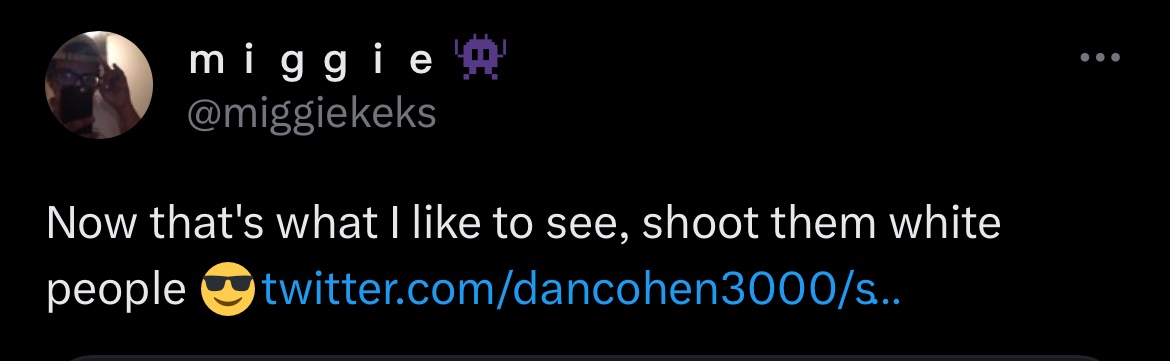 m i g g i e 👾
@miggiekeks
Now that's what I like to see, shoot them white
people 😎twitter.com/dancohen3000/s...